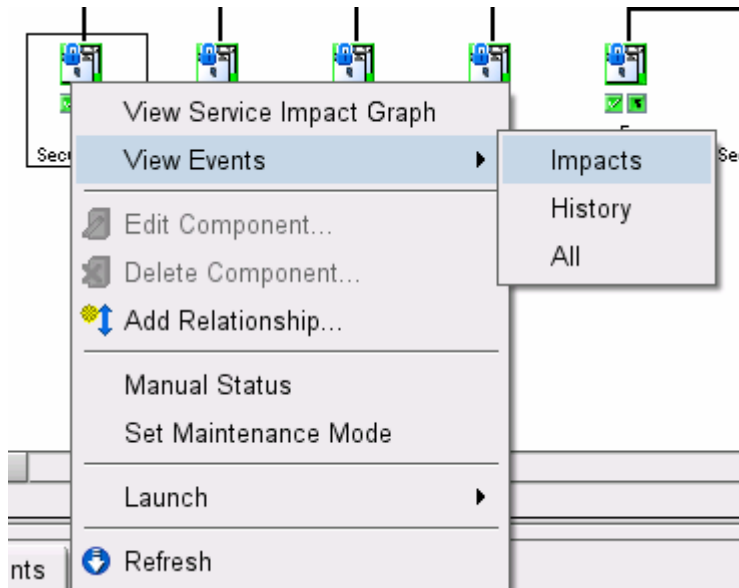 View Service Impact Graph
View Events
Impacts
History
All
Edit Component...
Delete Component...
Add Relationship...
Manual Status
Set Maintenance Mode
Launch
Refresh